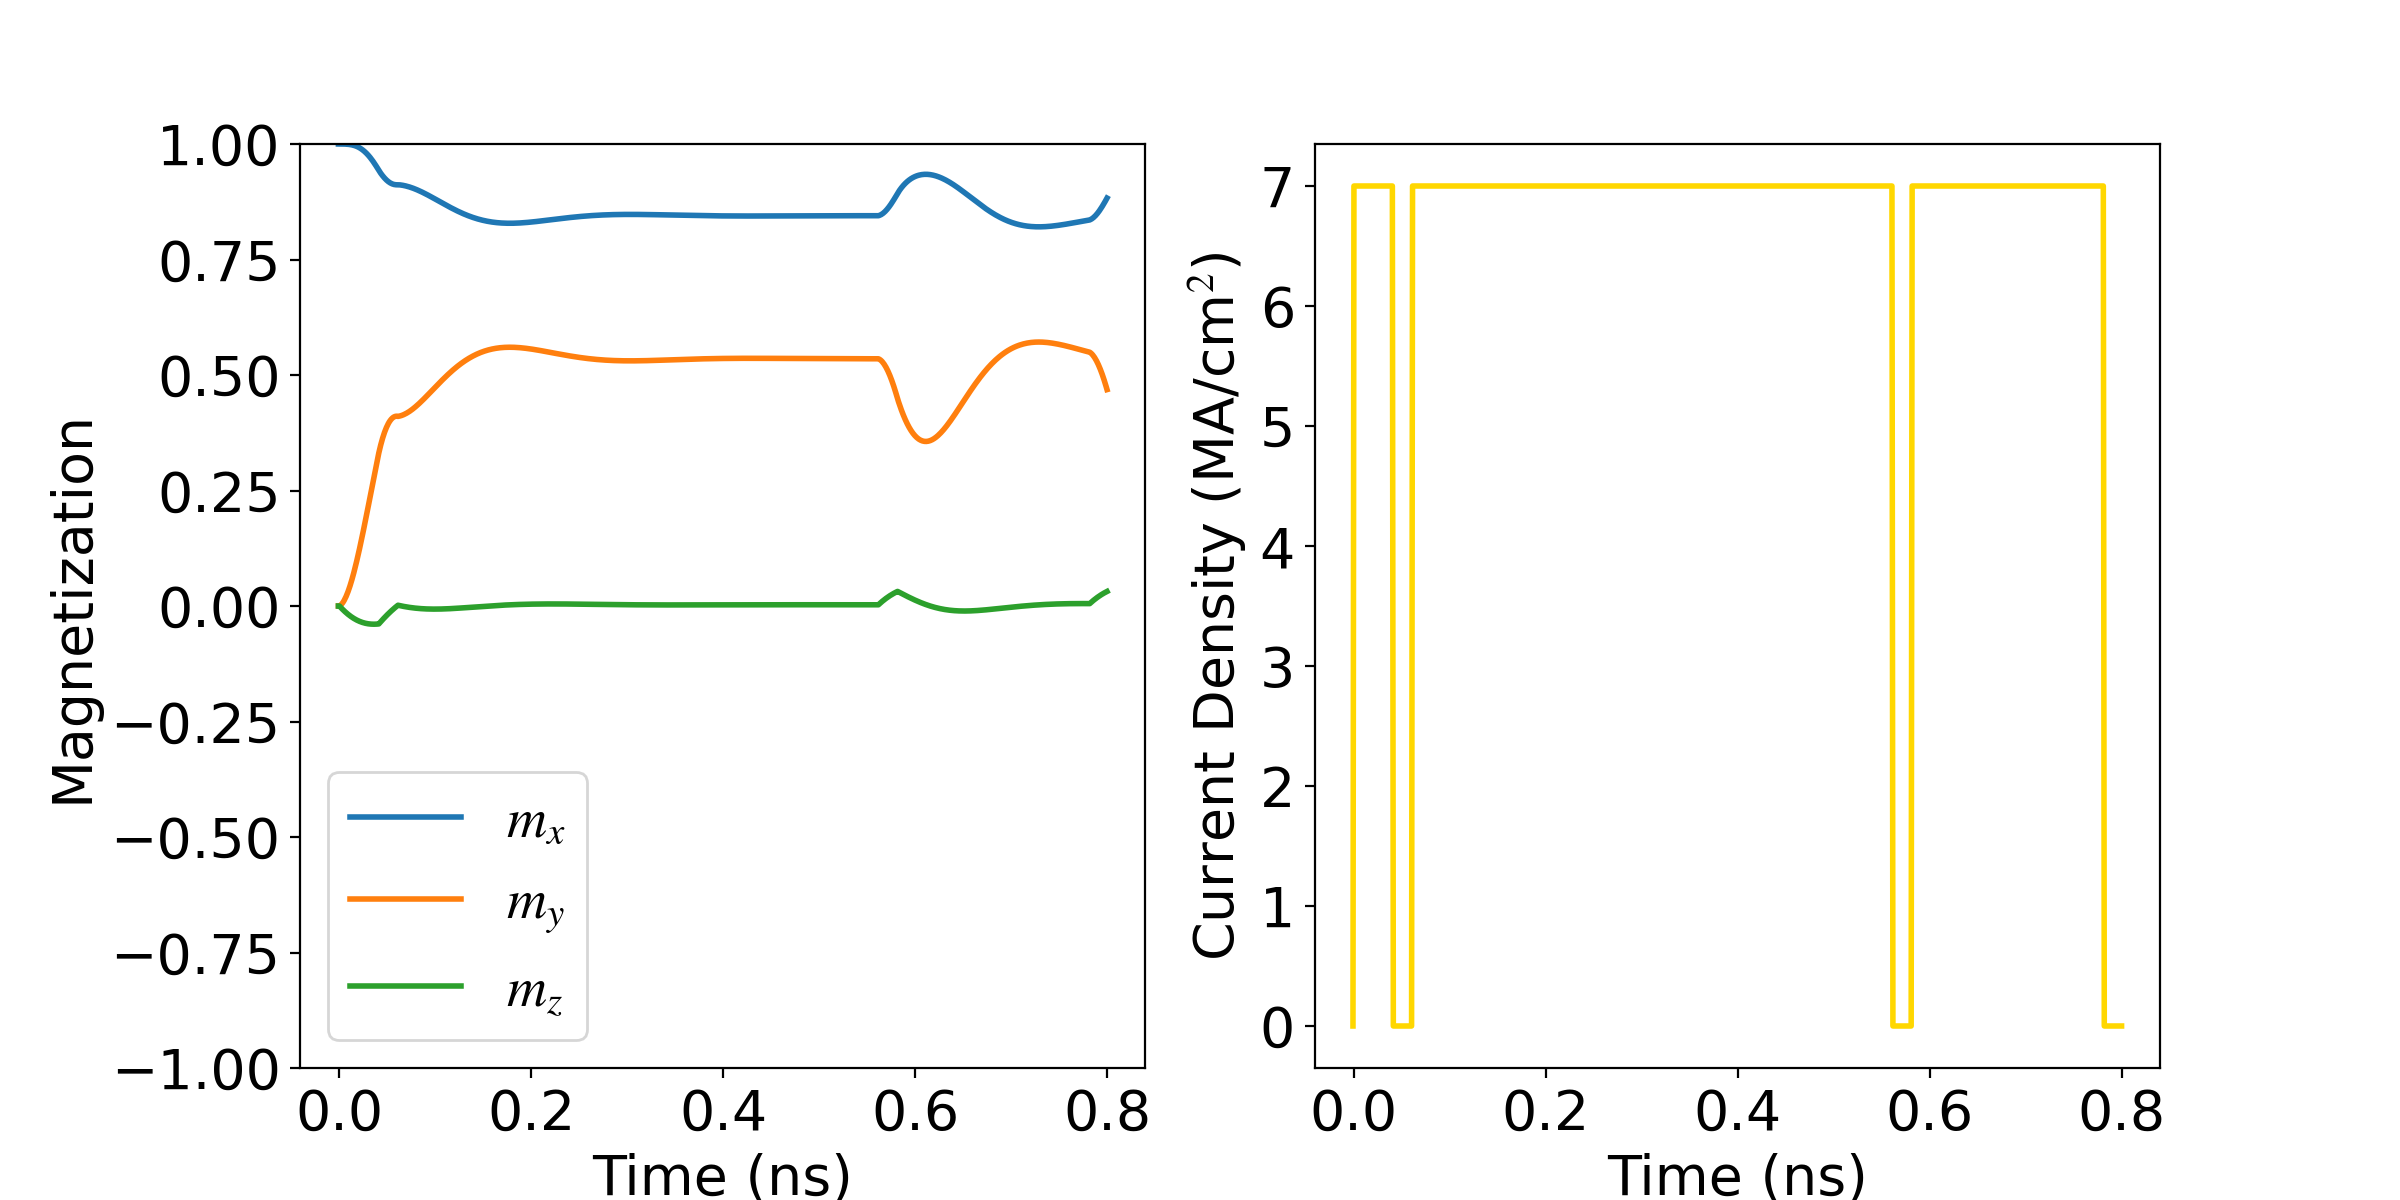 Magnetization
1.00
0.75
0.50
0.25
0.00
−0.25
−0.50
−0.75
−1.00
m_x
m_y
m_z
0.0 0.2 0.4 0.6 0.8
Time (ns)
Current Density (MA/cm²)
7
6
5
4
3
2
1
0
0.0 0.2 0.4 0.6 0.8
Time (ns)